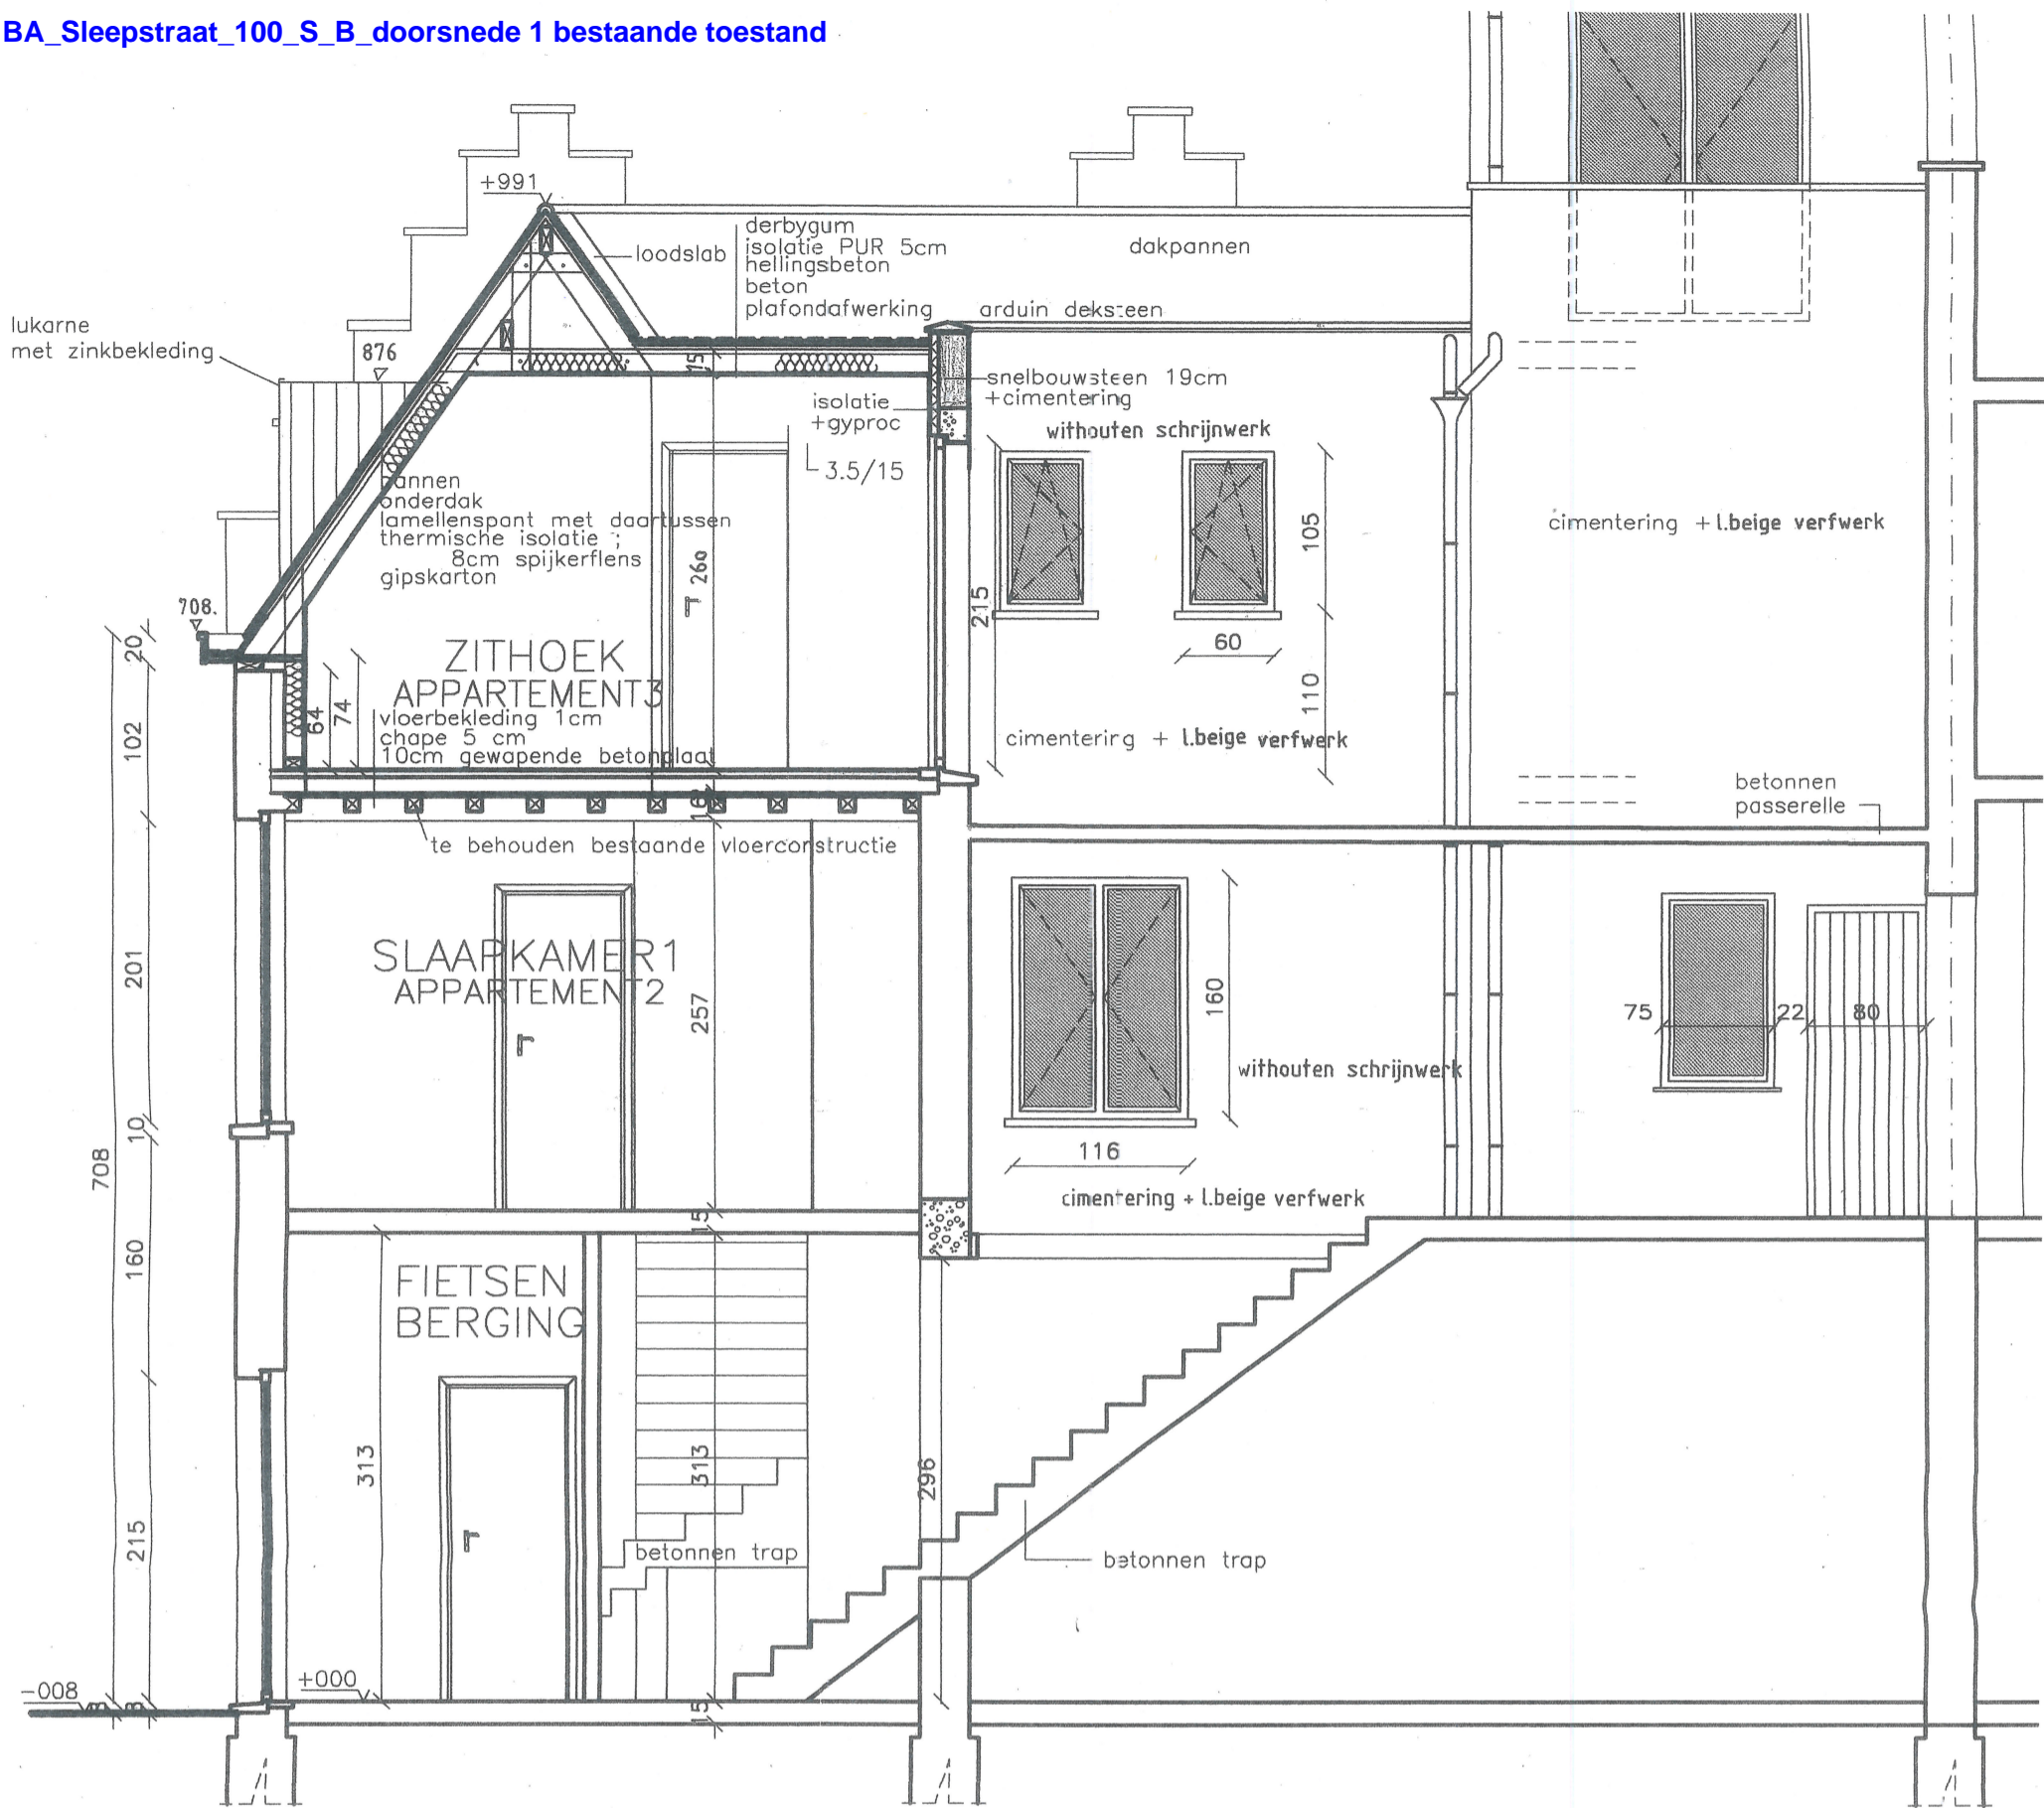 BA_Sleepstraat_100_S_B_doorsnede 1 bestaande toestand
+991
loodslab
derbygum
isolatie PUR 5cm
hellingsbeton
beton
plafondafwerking
dakpannen
arduin deksteen
lukarne
met zinkbekleding
876
15
snelbouwsteen 19cm
+cimentering
isolatie
+gyproc
withouten schrijnwerk
3.5/15
pannen
onderdak
lamellenspant met daartussen
thermische isolatie ;
8cm spijkerflens
gipskarton
260
105
cimentering + l.beige verfwerk
708.
20
215
60
110
ZITHOEK
APPARTEMENT3
64
74
102
vloerbekleding 1cm
chape 5 cm
10cm gewapende betonplaat
cimentering + l.beige verfwerk
betonnen
passerelle
16
te behouden bestaande vloerconstructie
SLAAPKAMER1
APPARTEMENT2
201
257
160
75
22
80
withouten schrijnwerk
10
708
116
cimentering + l.beige verfwerk
15
160
FIETSEN
BERGING
313
313
296
215
betonnen trap
betonnen trap
+000
-008
8
8
15